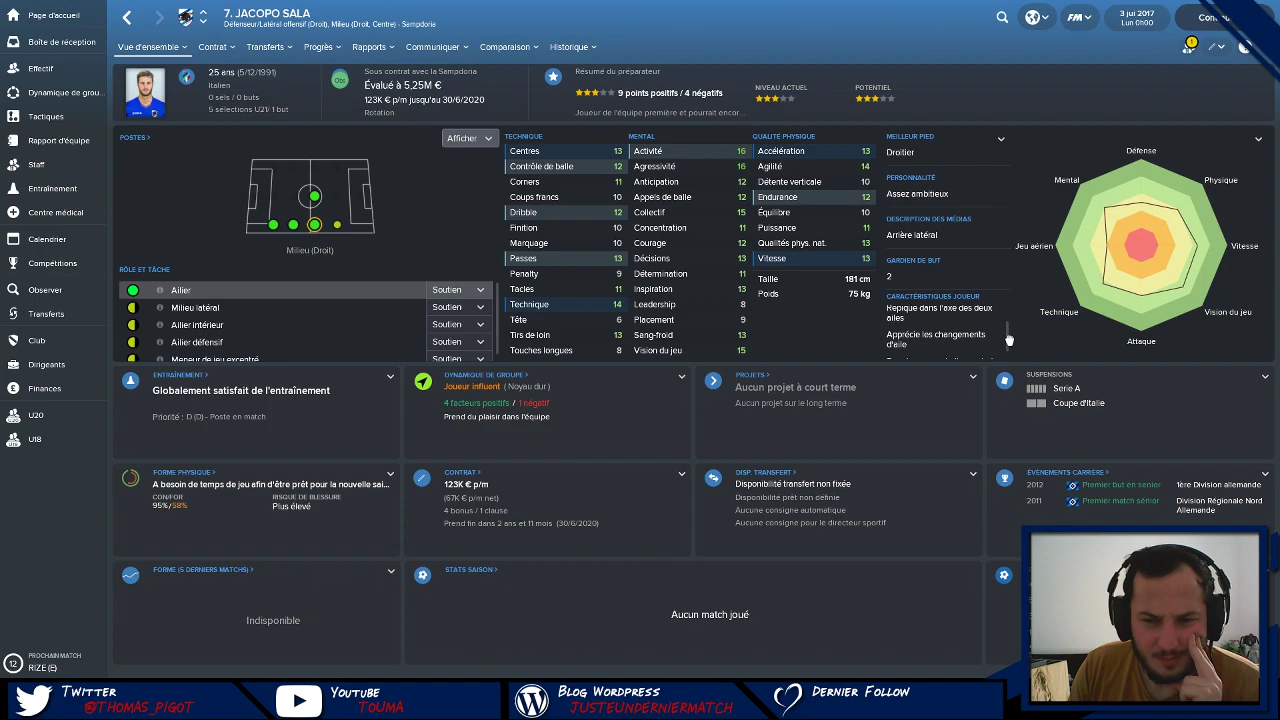 Page d'accueil
Boîte de réception
Effectif
Dynamique de grou...
Tactiques
Rapport d'équipe
Staff
Entraînement
Centre médical
Calendrier
Compétitions
Observer
Transferts
Club
Dirigeants
Finances
U20
U18
PROCHAIN MATCH
12
RIZE (E)
7. JACOPO SALA
Défenseur/Latéral offensif (Droit), Milieu (Droit, Centre) - Sampdoria
FM
3 jui 2017
Lun 0h00
Vue d'ensemble
Contrat
Transferts
Progrès
Rapports
Communiquer
Comparaison
Historique
25 ans (5/12/1991)
Italien
0 séls / 0 buts
5 sélections U21/ 1 but
Obs
Sous contrat avec la Sampdoria
Évalué à 5,25M €
123K € p/m jusqu'au 30/6/2020
Rotation
Résumé du préparateur
9 points positifs / 4 négatifs
Joueur de l'équipe première et pourrait encor...
NIVEAU ACTUEL
POTENTIEL
POSTES >
Afficher
Milieu (Droit)
RÔLE ET TÂCHE
Ailier Soutien
Milieu latéral Soutien
Ailier intérieur Soutien
Ailier défensif Soutien
Meneur de jeu excentré Soutien
TECHNIQUE
Centres 13
Contrôle de balle 12
Corners 11
Coups francs 10
Dribble 12
Finition 10
Marquage 10
Passes 13
Penalty 9
Tacles 11
Technique 14
Tête 6
Tirs de loin 13
Touches longues 8
MENTAL
Activité 16
Agressivité 16
Anticipation 12
Appels de balle 12
Collectif 15
Concentration 11
Courage 12
Décisions 13
Détermination 11
Inspiration 13
Leadership 8
Placement 9
Sang-froid 13
Vision du jeu 15
QUALITÉ PHYSIQUE
Accélération 13
Agilité 14
Détente verticale 10
Endurance 12
Équilibre 10
Puissance 11
Qualités phys. nat. 13
Vitesse 13
Taille 181 cm
Poids 75 kg
MEILLEUR PIED
Droitier
PERSONNALITÉ
Assez ambitieux
DESCRIPTION DES MÉDIAS
Arrière latéral
GARDIEN DE BUT
2
CARACTÉRISTIQUES JOUEUR
Repique dans l'axe des deux
ailes
Apprécie les changements
d'aile
Défense
Mental
Physique
Jeu aérien
Vitesse
Technique
Vision du jeu
Attaque
ENTRAÎNEMENT >
Globalement satisfait de l'entraînement
Priorité : D (D) - Poste en match
DYNAMIQUE DE GROUPE >
Joueur influent ( Noyau dur )
4 facteurs positifs / 1 négatif
Prend du plaisir dans l'équipe
PROJETS >
Aucun projet à court terme
Aucun projet sur le long terme
SUSPENSIONS
Serie A
Coupe d'Italie
FORME PHYSIQUE >
A besoin de temps de jeu afin d'être prêt pour la nouvelle sai...
CON/FOR
95%/58%
RISQUE DE BLESSURE
Plus élevé
CONTRAT >
123K € p/m
(67K € p/m net)
4 bonus / 1 clause
Prend fin dans 2 ans et 11 mois (30/6/2020)
DISP. TRANSFERT >
Disponibilité transfert non fixée
Disponibilité prêt non définie
Aucune consigne automatique
Aucune consigne pour le directeur sportif
ÉVÈNEMENTS CARRIÈRE >
2012 Premier but en senior 1ère Division allemande
2011 Premier match sénior Division Régionale Nord
Allemande
FORME (5 DERNIERS MATCHS) >
Indisponible
STATS SAISON >
Aucun match joué
Twitter
@Thomas_Pigot
Youtube
Touma
Blog Wordpress
justeunderniermatch
Dernier Follow